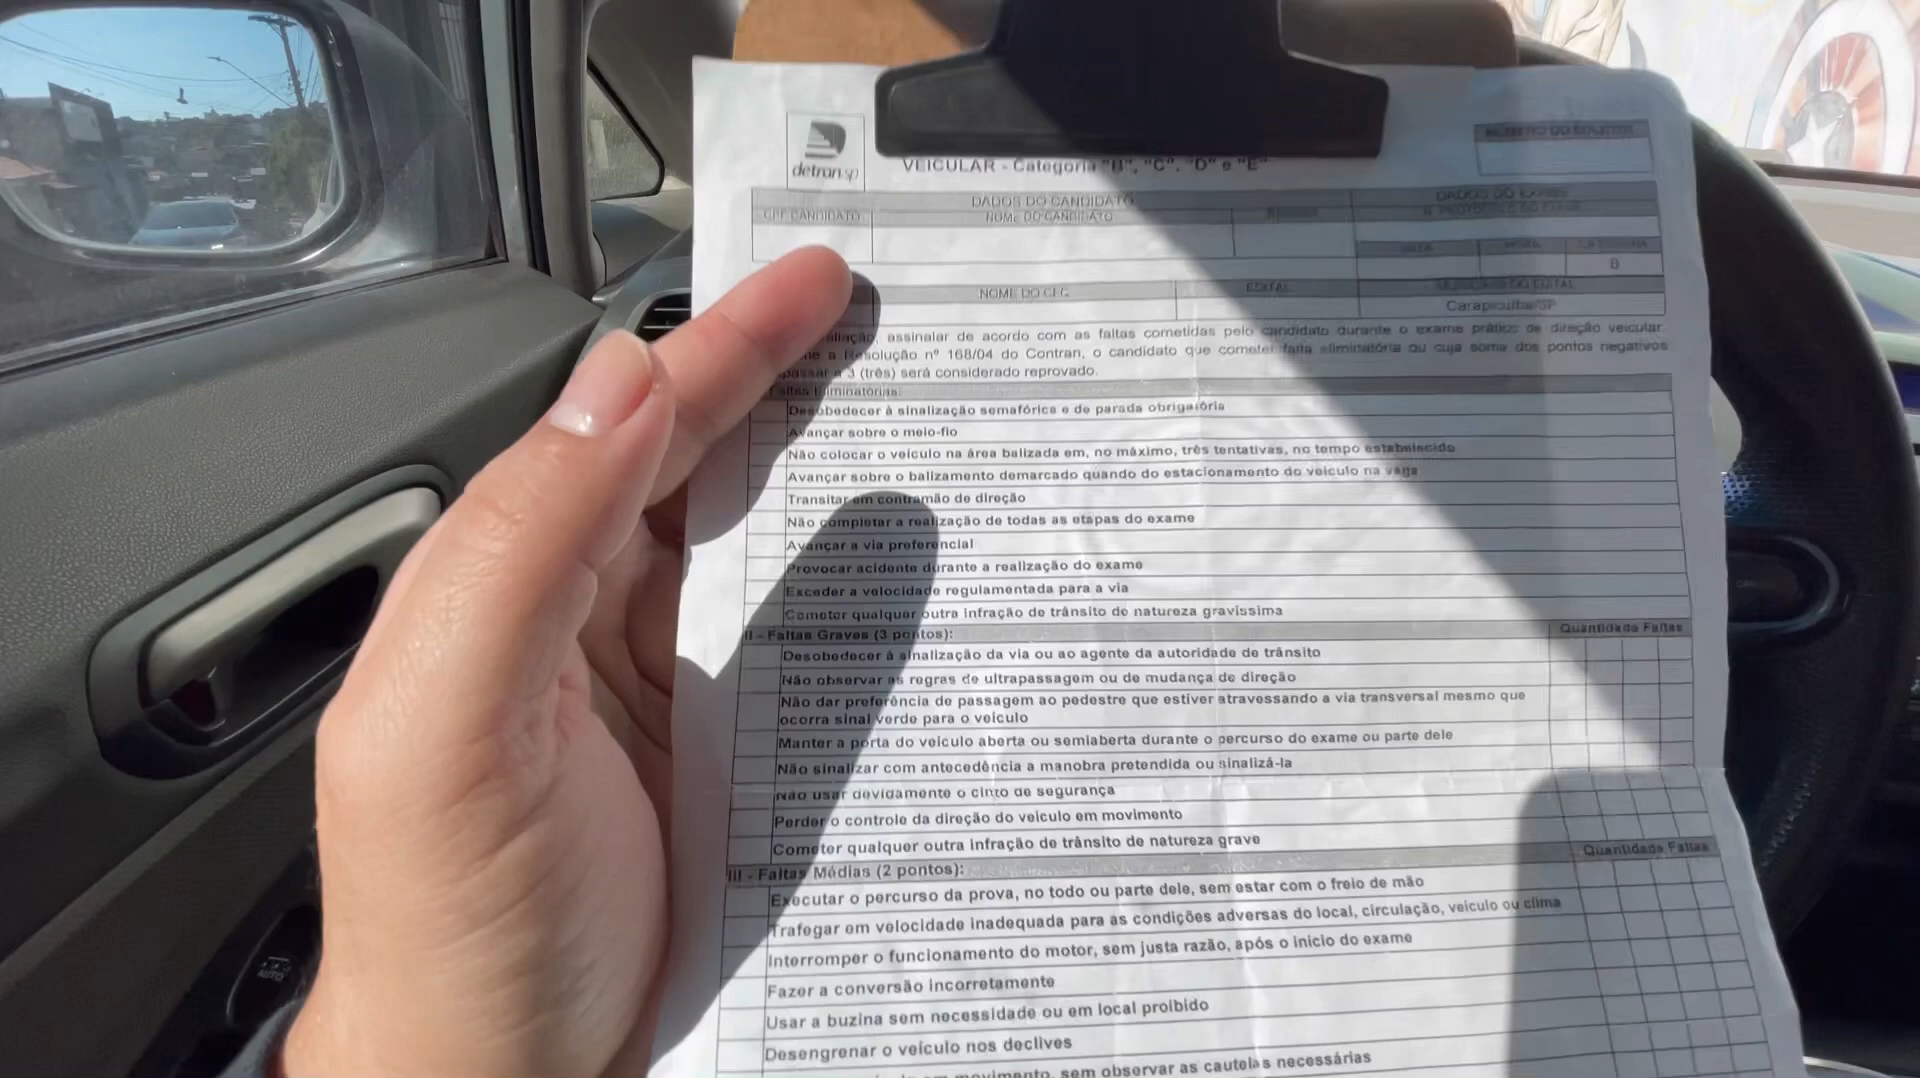 detran.sp
VEICULAR - Categoria "B", "C", "D" e "E"
DADOS DO CANDIDATO
DADOS DO EXAME
CPF CANDIDATO
NOME DO CANDIDATO
B
NOME DO CFC
EDITAL
Carapicuíba/SP
assinalar de acordo com as faltas cometidas pelo candidato durante o exame prático de direção veicular.
a Resolução nº 168/04 do Contran, o candidato que cometer falta eliminatória ou cuja soma dos pontos negativos
a 3 (três) será considerado reprovado.
Faltas Eliminatórias:
Desobedecer à sinalização semafórica e de parada obrigatória
Avançar sobre o meio-fio
Não colocar o veículo na área balizada em, no máximo, três tentativas, no tempo estabelecido
Avançar sobre o balizamento demarcado quando do estacionamento do veículo na vaga
Transitar em contramão de direção
Não completar a realização de todas as etapas do exame
Avançar a via preferencial
Provocar acidente durante a realização do exame
Exceder a velocidade regulamentada para a via
Cometer qualquer outra infração de trânsito de natureza gravíssima
II - Faltas Graves (3 pontos):
Quantidade Faltas
Desobedecer à sinalização da via ou ao agente da autoridade de trânsito
Não observar as regras de ultrapassagem ou de mudança de direção
Não dar preferência de passagem ao pedestre que estiver atravessando a via transversal mesmo que
ocorra sinal verde para o veículo
Manter a porta do veículo aberta ou semiaberta durante o percurso do exame ou parte dele
Não sinalizar com antecedência a manobra pretendida ou sinalizá-la
Não usar devidamente o cinto de segurança
Perder o controle da direção do veículo em movimento
Cometer qualquer outra infração de trânsito de natureza grave
III - Faltas Médias (2 pontos):
Quantidade Faltas
Executar o percurso da prova, no todo ou parte dele, sem estar com o freio de mão
Trafegar em velocidade inadequada para as condições adversas do local, circulação, veículo ou clima
Interromper o funcionamento do motor, sem justa razão, após o início do exame
Fazer a conversão incorretamente
Usar a buzina sem necessidade ou em local proibido
Desengrenar o veículo nos declives
movimento, sem observar as cautelas necessárias
AUTO